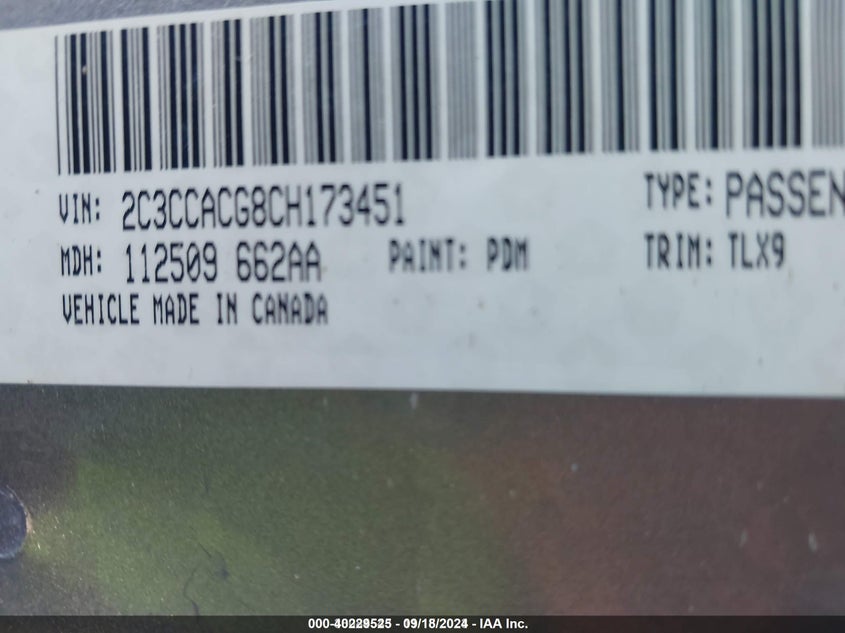 VIN: 2C3CCACG8CH173451 TYPE: PASSEN
MDH: 112509 662AA PAINT: PDM TRIM: TLX9
VEHICLE MADE IN CANADA
000-40229525 - 09/18/2024 - IAA Inc.